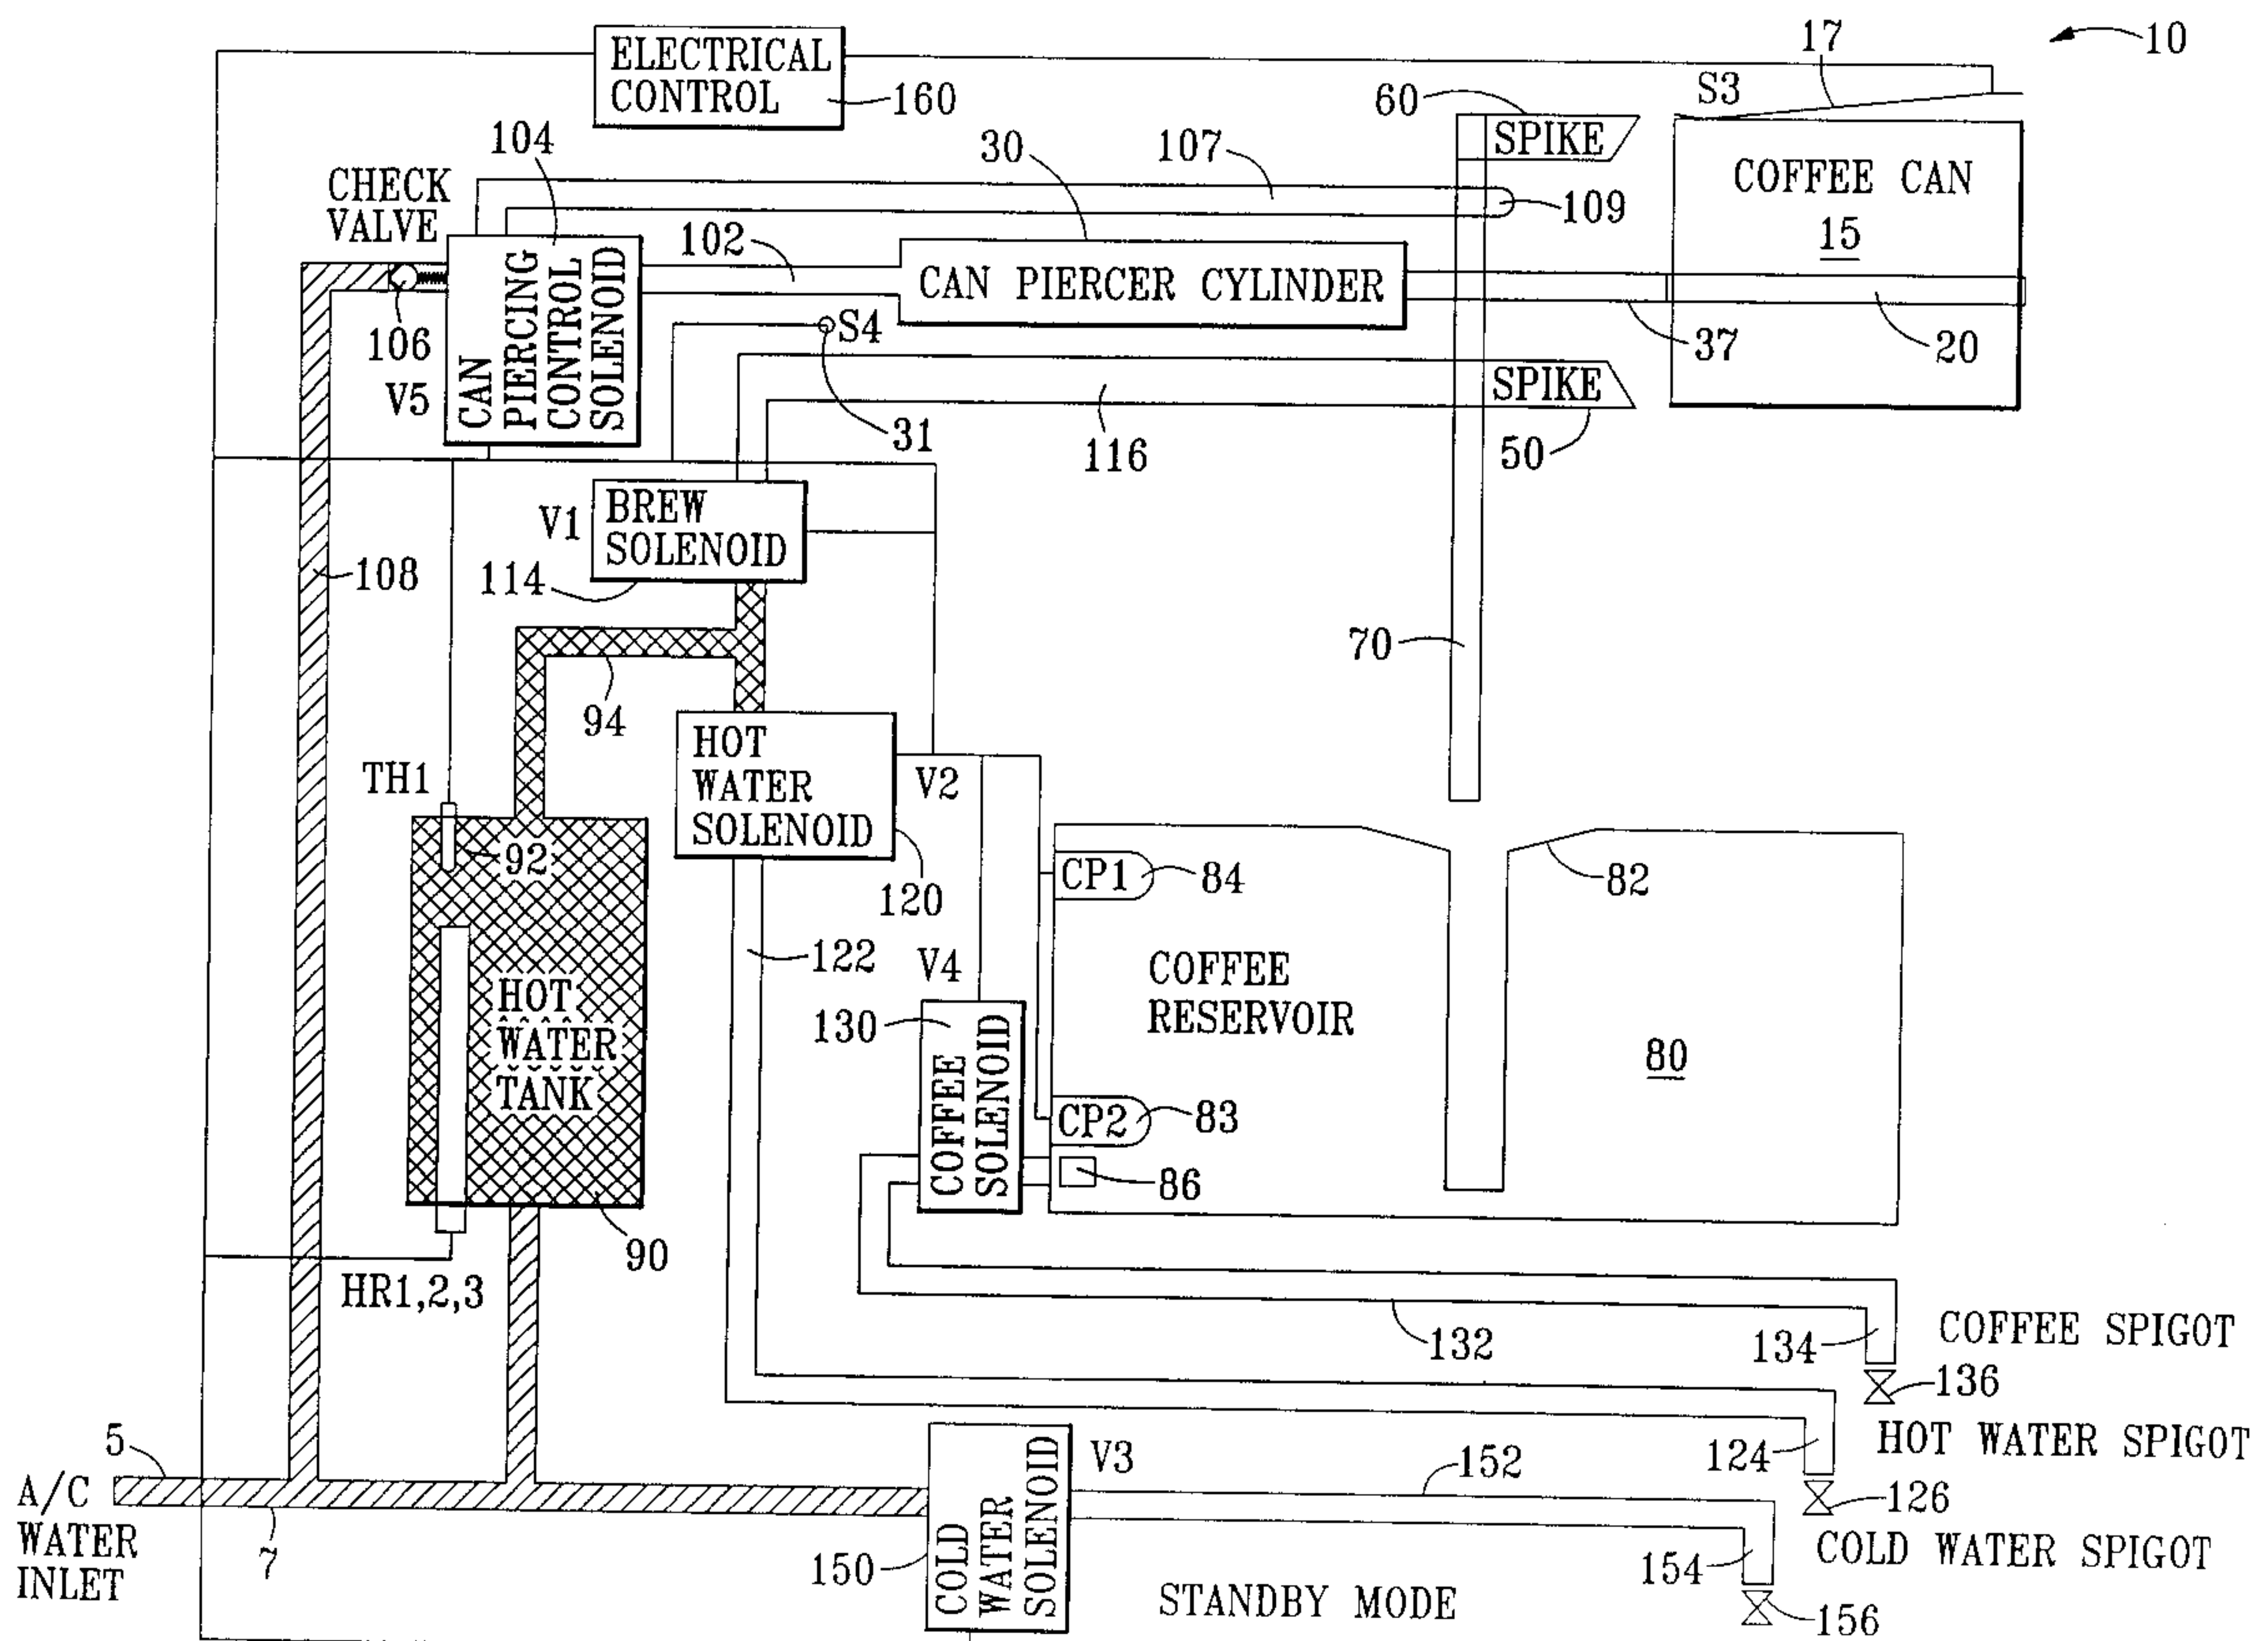 ELECTRICAL
CONTROL
160
10
17
S3
60
SPIKE
104
30
107
109
COFFEE CAN
15
CHECK
VALVE
102
CAN PIERCER CYLINDER
CAN
PIERCING
CONTROL
SOLENOID
106
V5
S4
31
37
20
116
SPIKE
50
V1
BREW
SOLENOID
114
108
70
94
TH1
HOT
WATER
SOLENOID
V2
92
120
CP1
84
82
122
V4
130
COFFEE
RESERVOIR
HOT
WATER
TANK
COFFEE
SOLENOID
80
CP2
83
86
90
HR1,2,3
132
134
COFFEE SPIGOT
136
124
HOT WATER SPIGOT
126
5
A/C
WATER
INLET
7
V3
152
COLD
WATER
SOLENOID
150
154
COLD WATER SPIGOT
156
STANDBY MODE